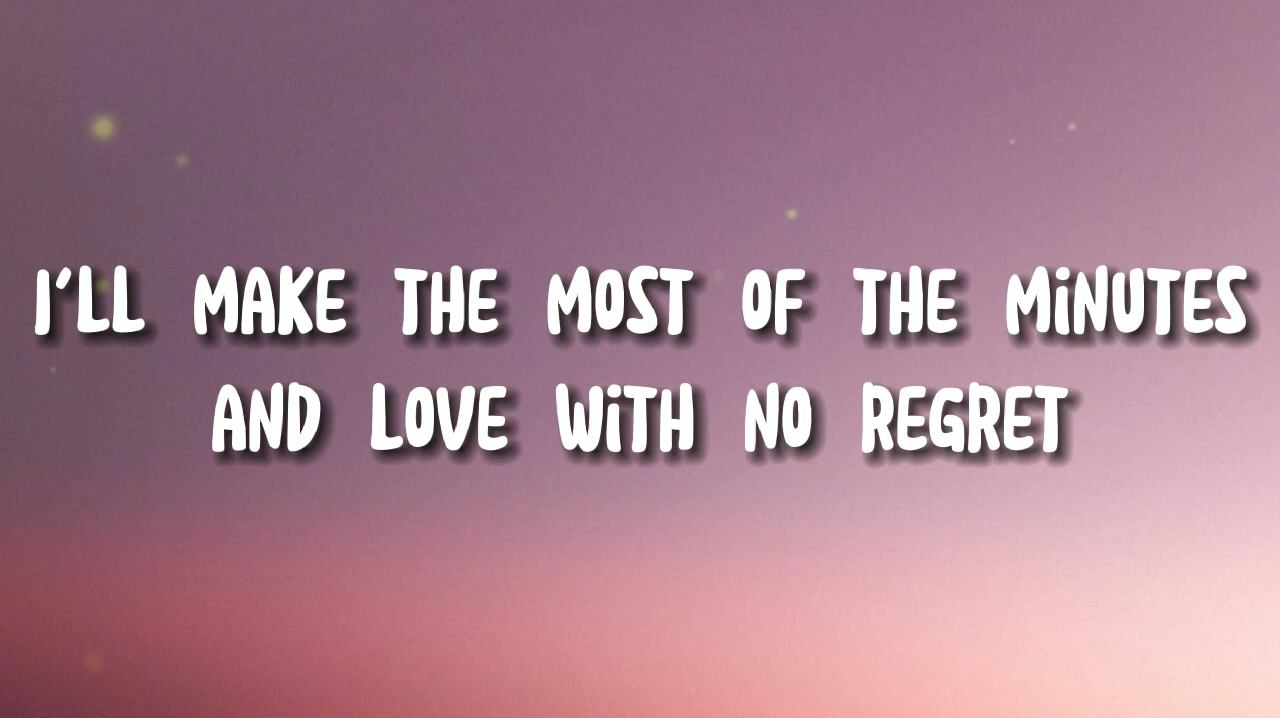 I'LL MAKE THE MOST OF THE MINUTES
AND LOVE WITH NO REGRET